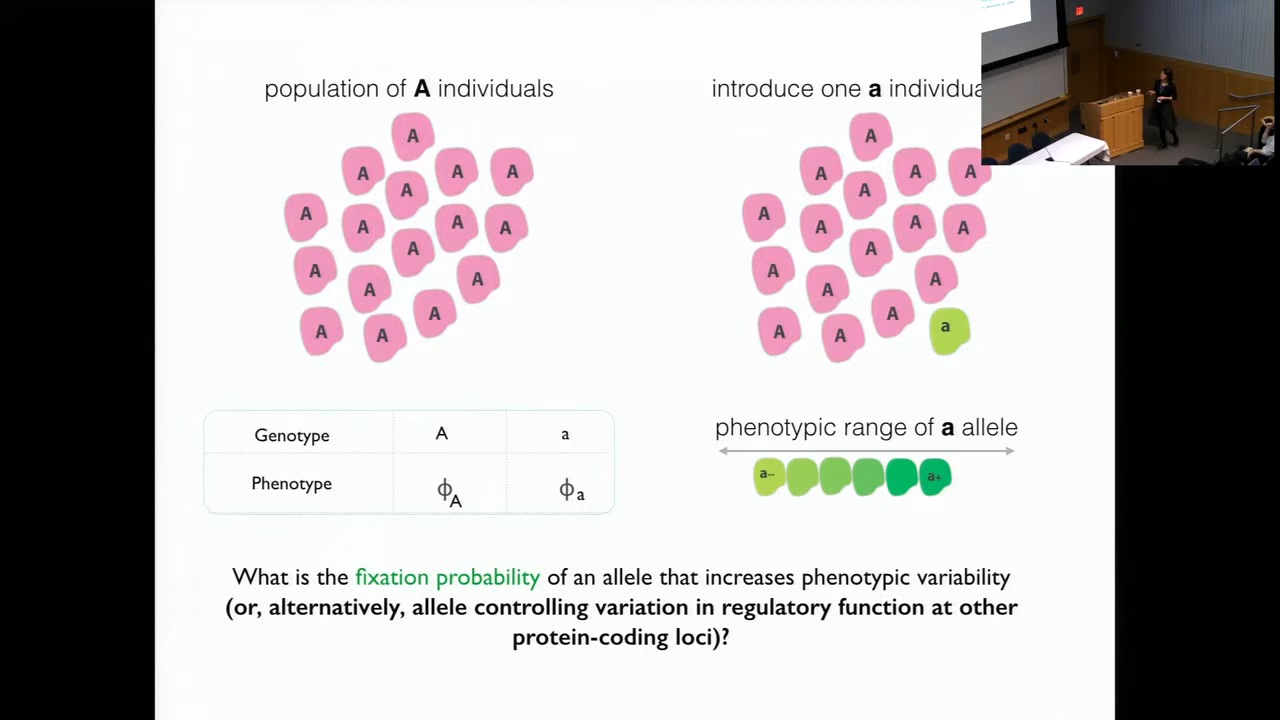 population of A individuals
introduce one a individua
A
A A A A
A
A A A A
A
A
A A
A
A A
A
A A A A
A
A A A A
A
A
A A
A
A A
a
Genotype A a
Phenotype ϕA ϕa
phenotypic range of a allele
a-- a+
What is the fixation probability of an allele that increases phenotypic variability
(or, alternatively, allele controlling variation in regulatory function at other
protein-coding loci)?